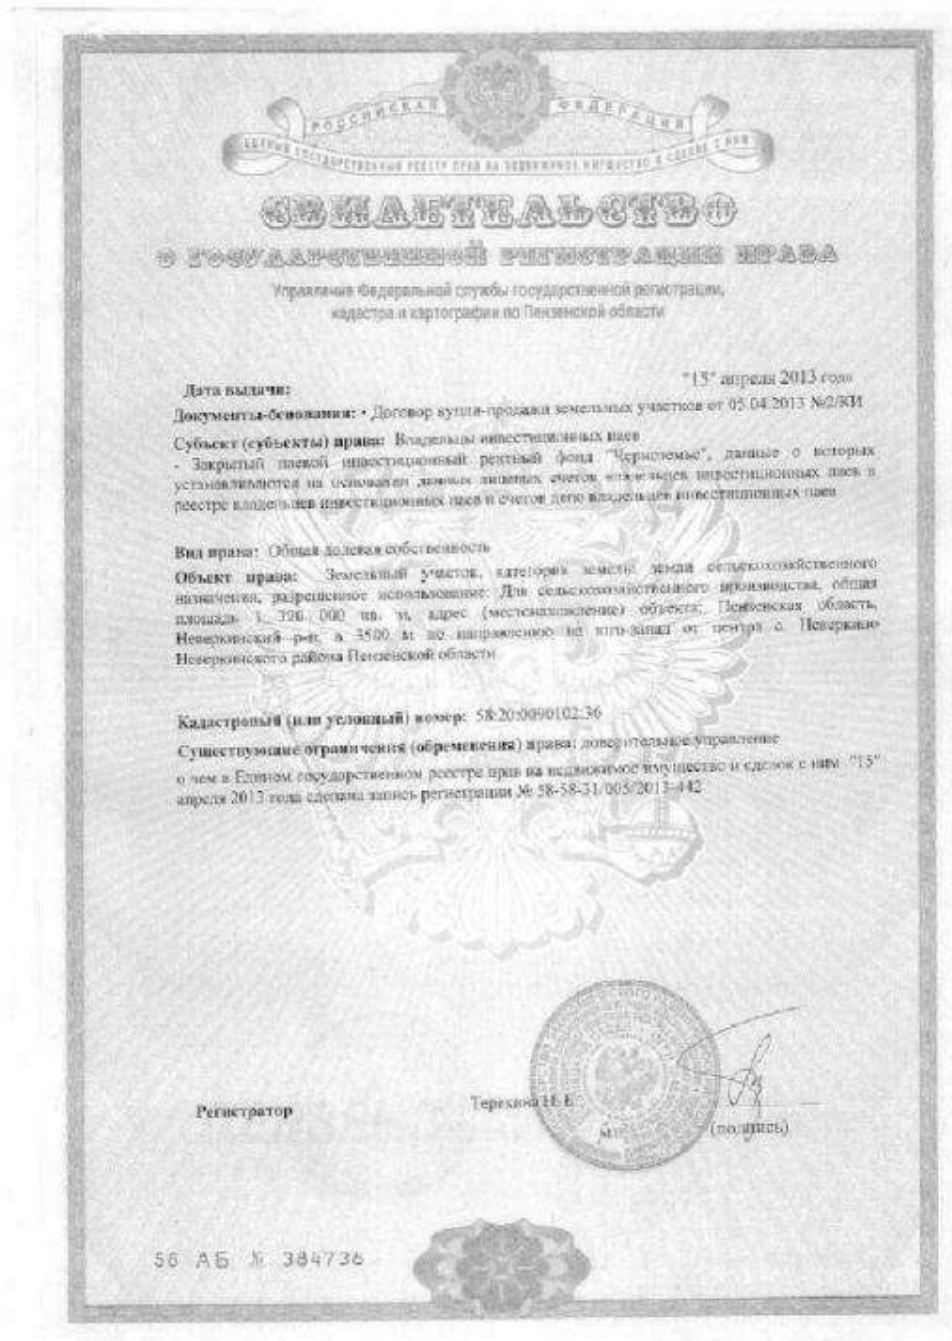 РОССИЙСКАЯ ФЕДЕРАЦИЯ
ЕДИНЫЙ ГОСУДАРСТВЕННЫЙ РЕЕСТР ПРАВ НА НЕДВИЖИМОЕ ИМУЩЕСТВО И СДЕЛОК С НИМ
СВИДЕТЕЛЬСТВО
О ГОСУДАРСТВЕННОЙ РЕГИСТРАЦИИ ПРАВА
Управление Федеральной службы государственной регистрации,
кадастра и картографии по Пензенской области
Дата выдачи: "15" апреля 2013 года
Документы-основания: • Договор купли-продажи земельных участков от 05.04.2013 №2/КИ
Субъект (субъекты) права: Владельцы инвестиционных паев
- Закрытый паевой инвестиционный рентный фонд "Черноземье", данные о которых
устанавливаются на основании данных лицевых счетов владельцев инвестиционных паев в
реестре владельцев инвестиционных паев и счетов депо владельцев инвестиционных паев
Вид права: Общая долевая собственность
Объект права: Земельный участок, категория земель: земли сельскохозяйственного
назначения, разрешенное использование: Для сельскохозяйственного производства, общая
площадь 1 кв. м, адрес (местонахождение) объекта: Пензенская область,
Неверкинский р-н, в 3500 м по направлению на юго-запад от центра с. Неверкино
Неверкинского района Пензенской области
Кадастровый (или условный) номер: 58:20:0090102:36
Существующие ограничения (обременения) права: доверительное управление
о чем в Едином государственном реестре прав на недвижимое имущество и сделок с ним "15"
апреля 2013 года сделана запись регистрации № 58-58-31/005/2013-442
Регистратор Терехина Н. Е.
м.п. (подпись)
АБ № 384736